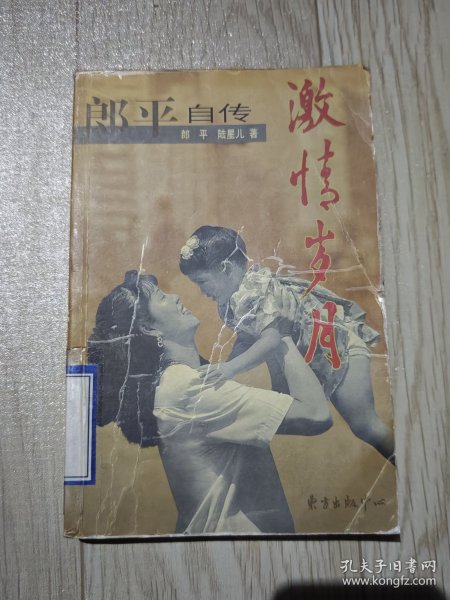 郎平自传
郎 平 陆星儿 著
激情岁月
东方出版中心
孔夫子旧书网
www.kongfz.com